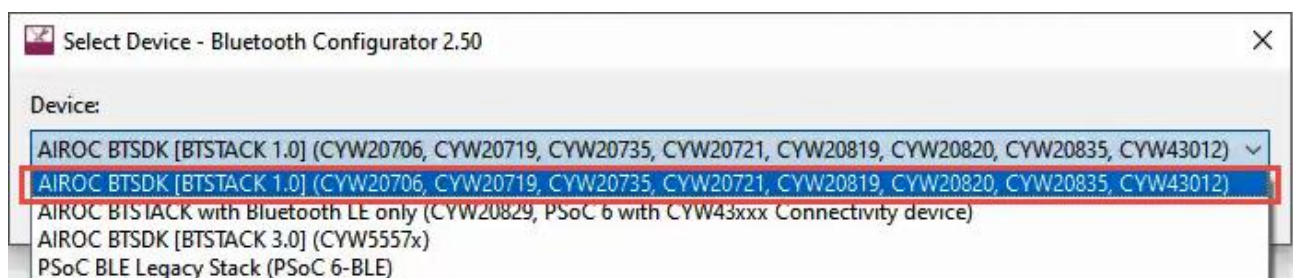 Select Device - Bluetooth Configurator 2.50
Device:
AIROC BTSDK [BTSTACK 1.0] (CYW20706, CYW20719, CYW20735, CYW20721, CYW20819, CYW20820, CYW20835, CYW43012)
AIROC BTSDK [BTSTACK 1.0] (CYW20706, CYW20719, CYW20735, CYW20721, CYW20819, CYW20820, CYW20835, CYW43012)
AIROC BTSTACK with Bluetooth LE only (CYW20829, PSoC 6 with CYW43xxx Connectivity device)
AIROC BTSDK [BTSTACK 3.0] (CYW5557x)
PSoC BLE Legacy Stack (PSoC 6-BLE)